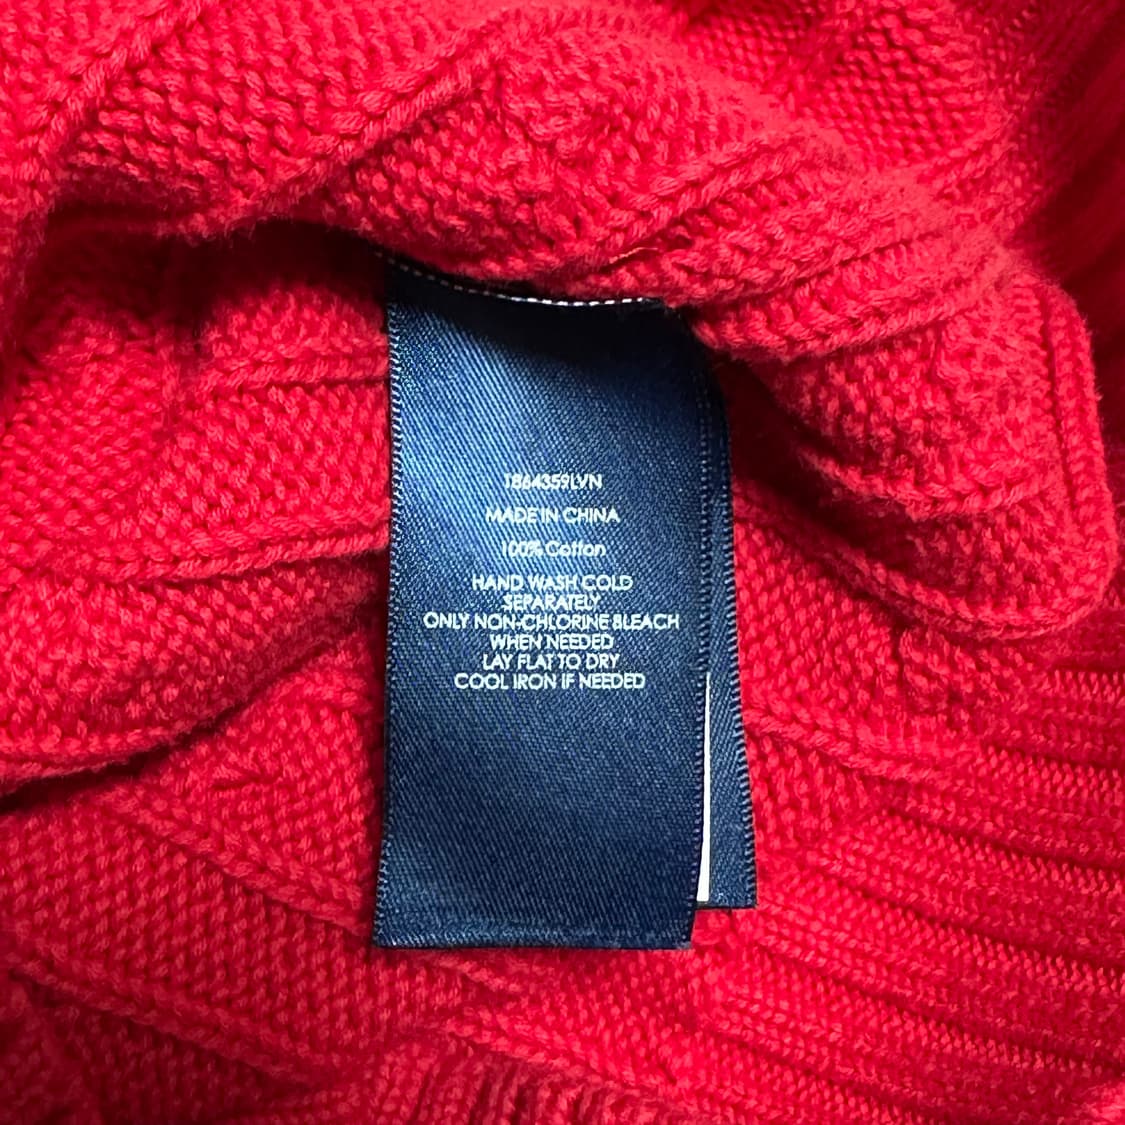 T864359LVN
MADE IN CHINA
100% Cotton
HAND WASH COLD
SEPARATELY
ONLY NON-CHLORINE BLEACH
WHEN NEEDED
LAY FLAT TO DRY
COOL IRON IF NEEDED